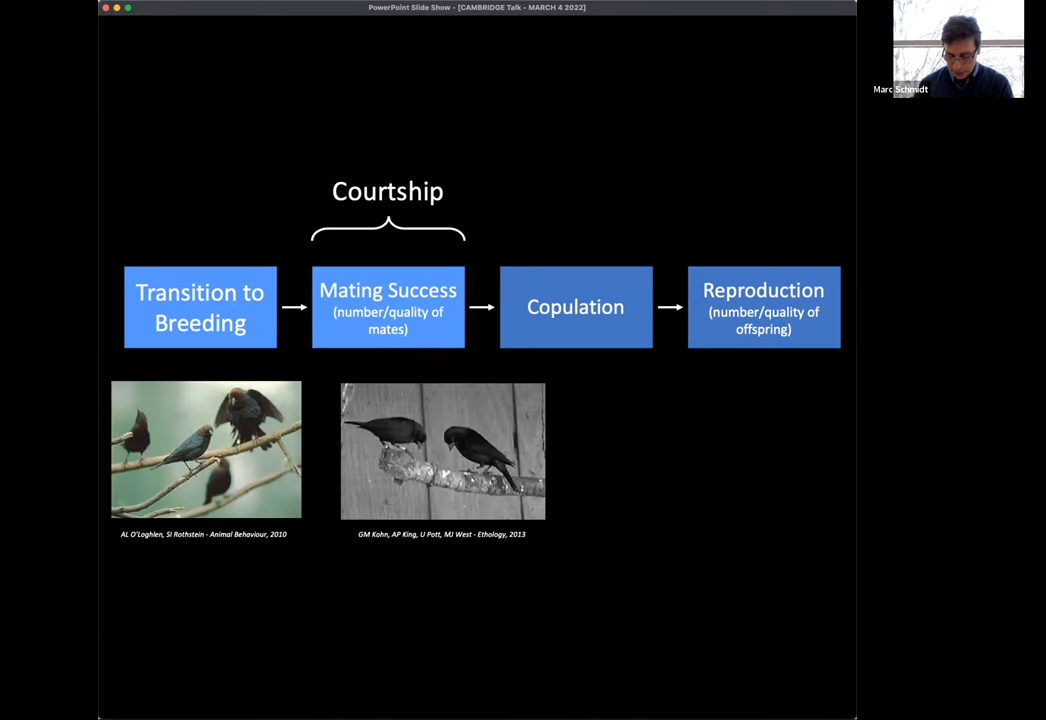 PowerPoint Slide Show - [CAMBRIDGE Talk - MARCH 4 2022]
Marc Schmidt
Courtship
Transition to
Breeding
Mating Success
(number/quality of
mates)
Copulation
Reproduction
(number/quality of
offspring)
AL O'Loghlen, SI Rothstein - Animal Behaviour, 2010
GM Kohn, AP King, U Pott, MJ West - Ethology, 2013